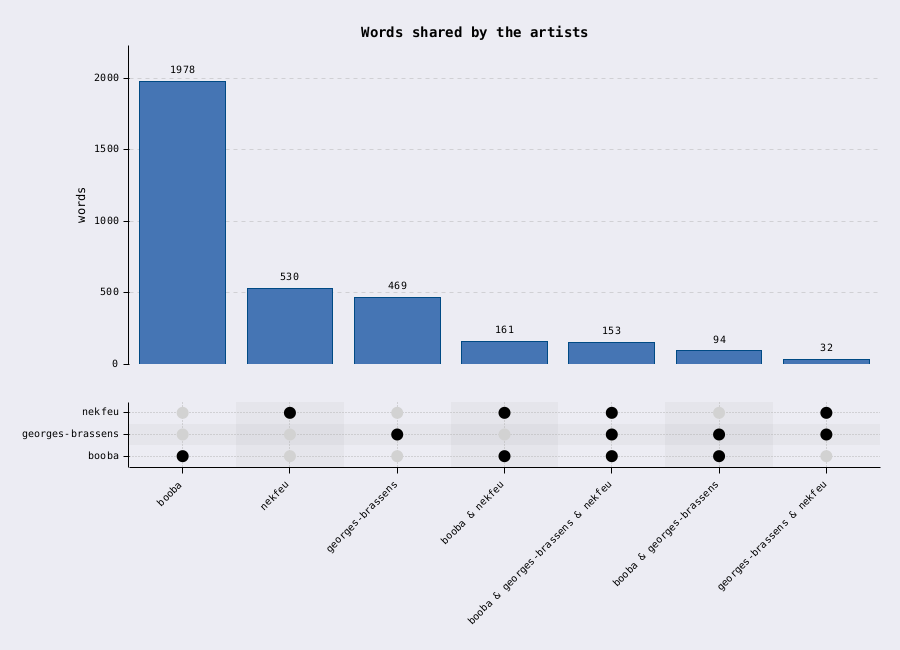 Words shared by the artists
words
2000
1500
1000
500
0
1978
530
469
161
153
94
32
nekfeu
georges-brassens
booba
booba
nekfeu
georges-brassens
booba & nekfeu
booba & georges-brassens & nekfeu
booba & georges-brassens
georges-brassens & nekfeu